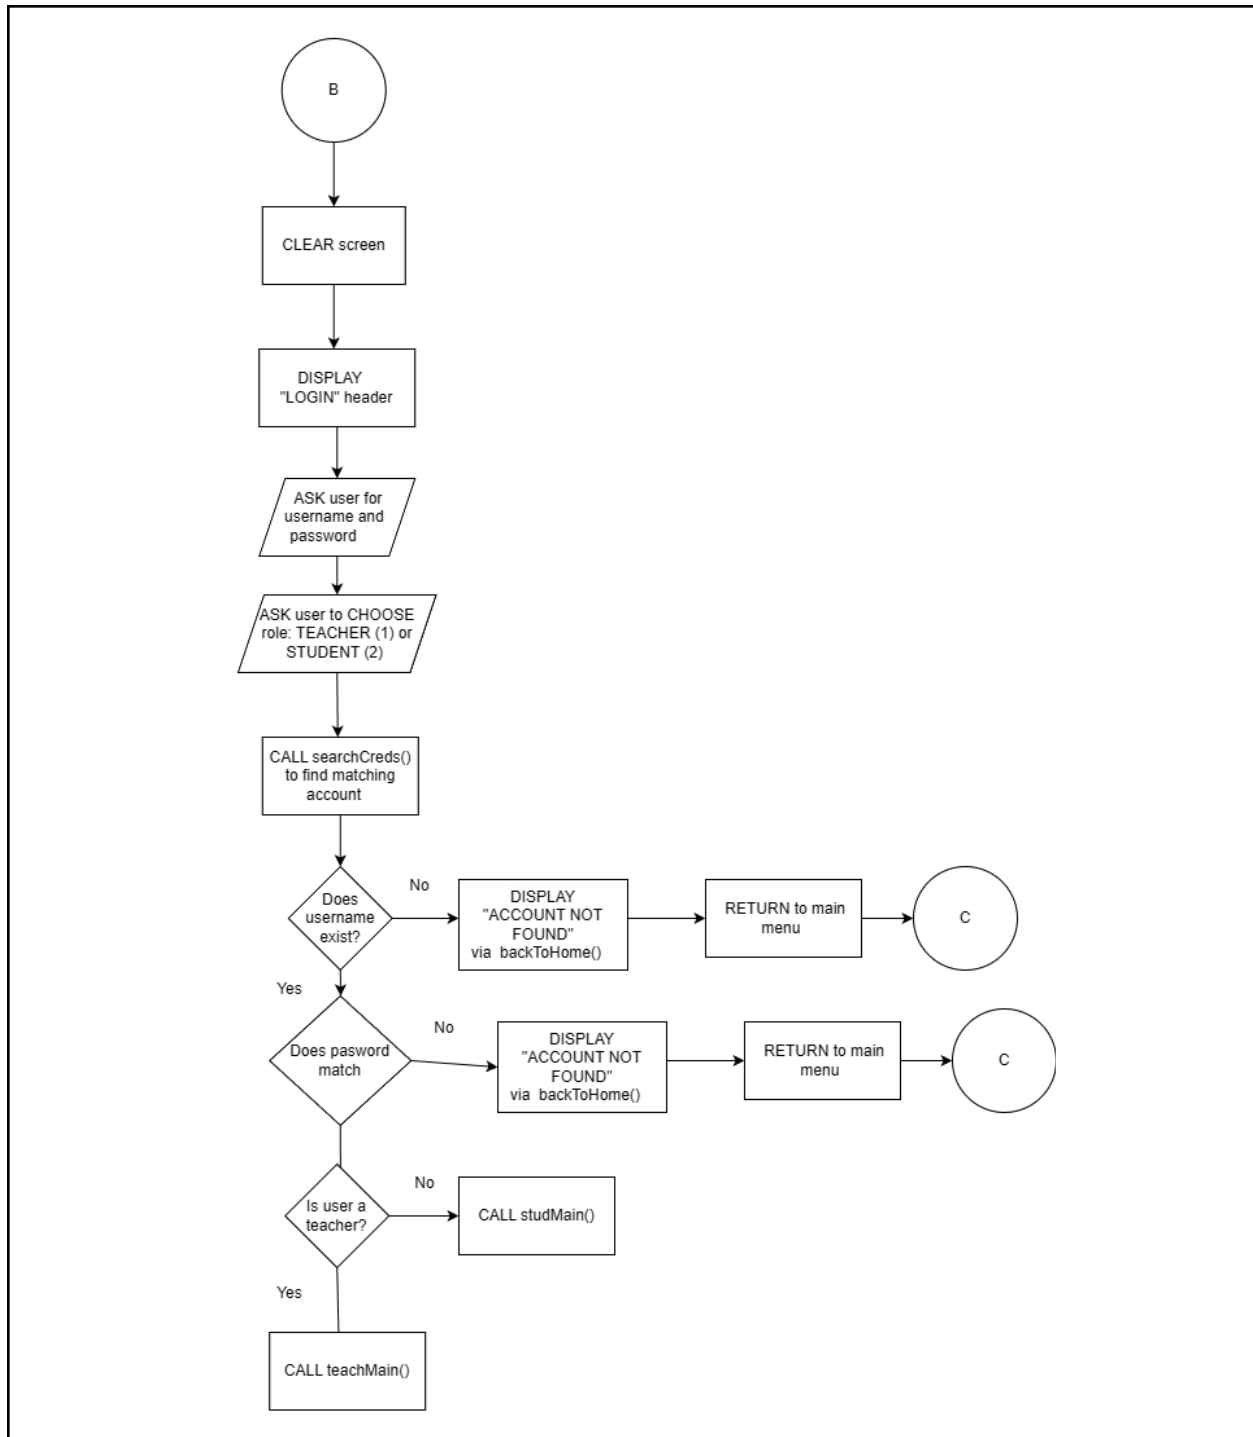 B
CLEAR screen
DISPLAY
"LOGIN" header
ASK user for
username and
password
ASK user to CHOOSE
role: TEACHER (1) or
STUDENT (2)
CALL searchCreds()
to find matching
account
Does
username
exist?
No
DISPLAY
"ACCOUNT NOT
FOUND"
via backToHome()
RETURN to main
menu
C
Yes
Does pasword
match
No
DISPLAY
"ACCOUNT NOT
FOUND"
via backToHome()
RETURN to main
menu
C
Is user a
teacher?
No
CALL studMain()
Yes
CALL teachMain()